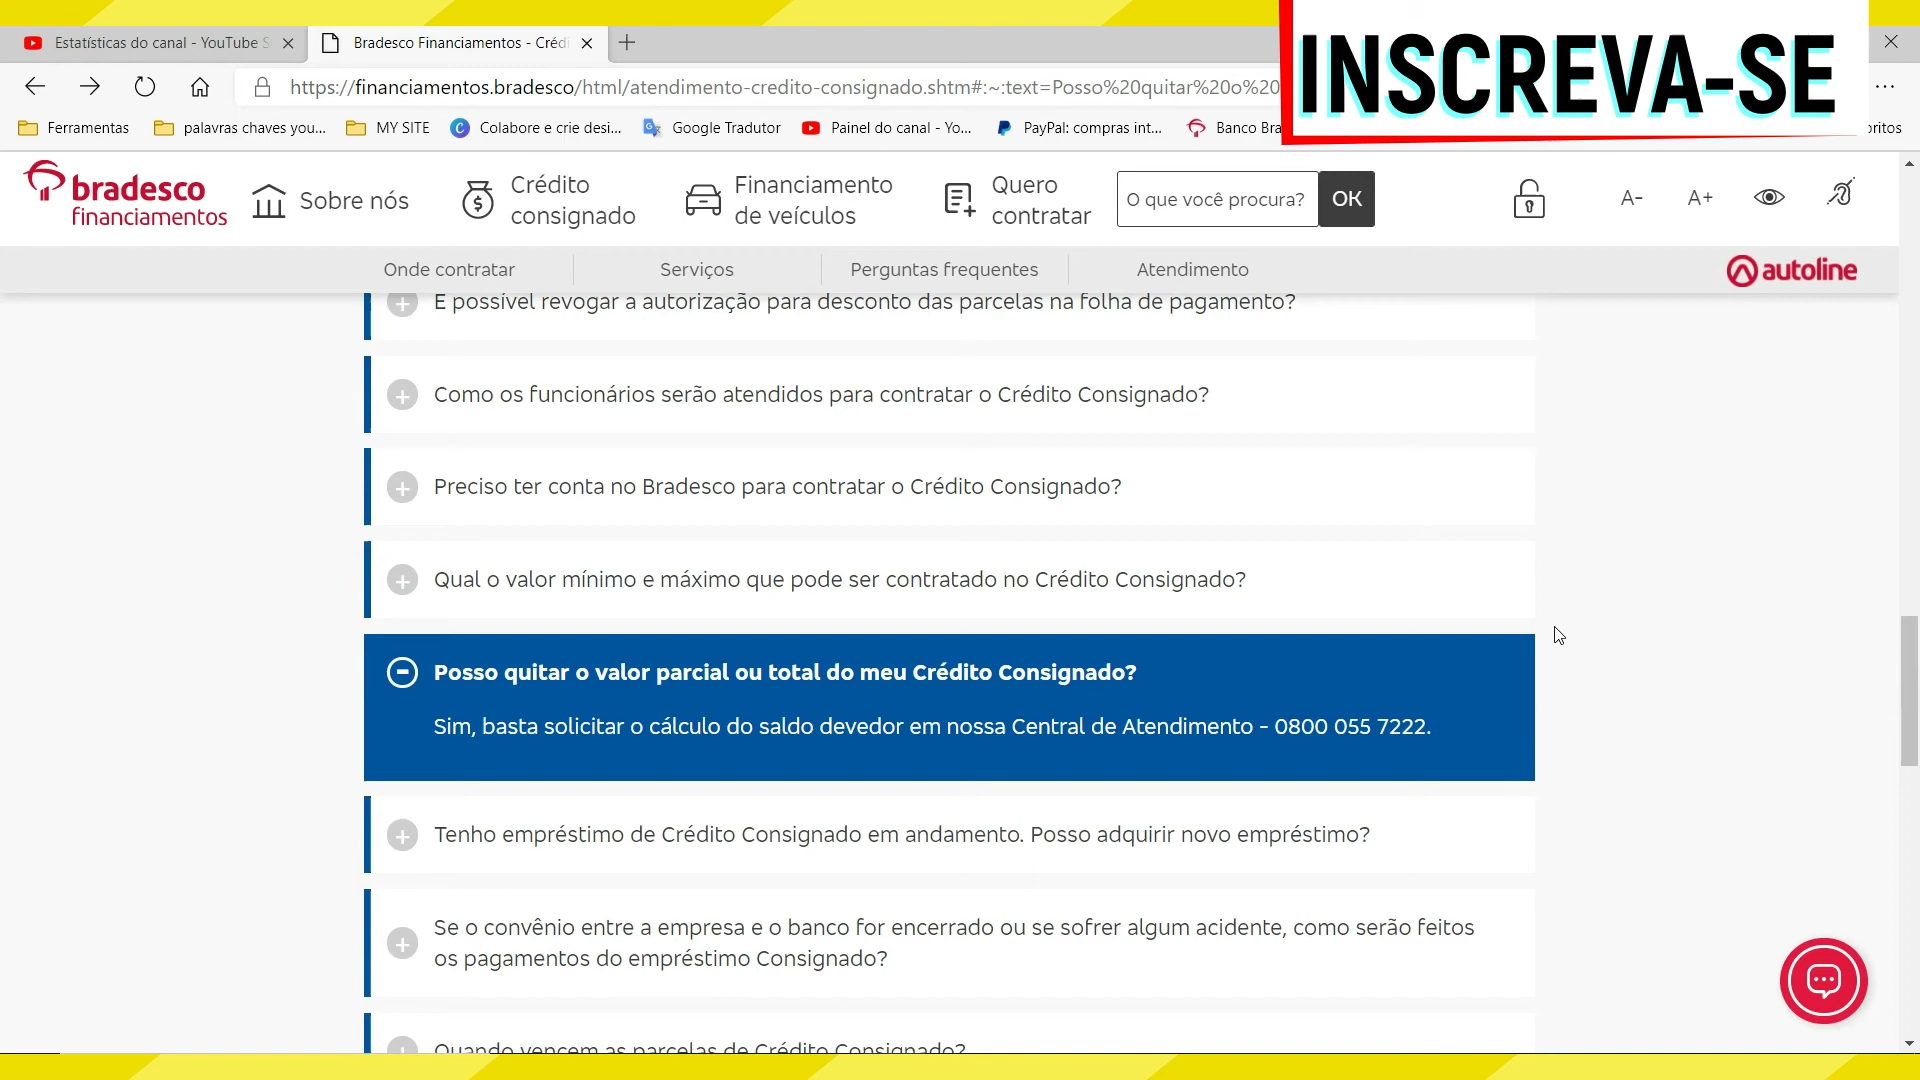 INSCREVA-SE
Estatísticas do canal - YouTube S
Bradesco Financiamentos - Crédi
https://financiamentos.bradesco/html/atendimento-credito-consignado.shtm#:~:text=Posso%20quitar%20o%20
Ferramentas
palavras chaves you...
MY SITE
Colabore e crie desi...
Google Tradutor
Painel do canal - Yo...
PayPal: compras int...
Banco Bra
oritos
bradesco
financiamentos
Sobre nós
Crédito
consignado
Financiamento
de veículos
Quero
contratar
O que você procura?
OK
A-
A+
Onde contratar
Serviços
Perguntas frequentes
Atendimento
autoline
É possível revogar a autorização para desconto das parcelas na folha de pagamento?
Como os funcionários serão atendidos para contratar o Crédito Consignado?
Preciso ter conta no Bradesco para contratar o Crédito Consignado?
Qual o valor mínimo e máximo que pode ser contratado no Crédito Consignado?
Posso quitar o valor parcial ou total do meu Crédito Consignado?
Sim, basta solicitar o cálculo do saldo devedor em nossa Central de Atendimento - 0800 055 7222.
Tenho empréstimo de Crédito Consignado em andamento. Posso adquirir novo empréstimo?
Se o convênio entre a empresa e o banco for encerrado ou se sofrer algum acidente, como serão feitos
os pagamentos do empréstimo Consignado?
Quando vencem as parcelas de Crédito Consignado?